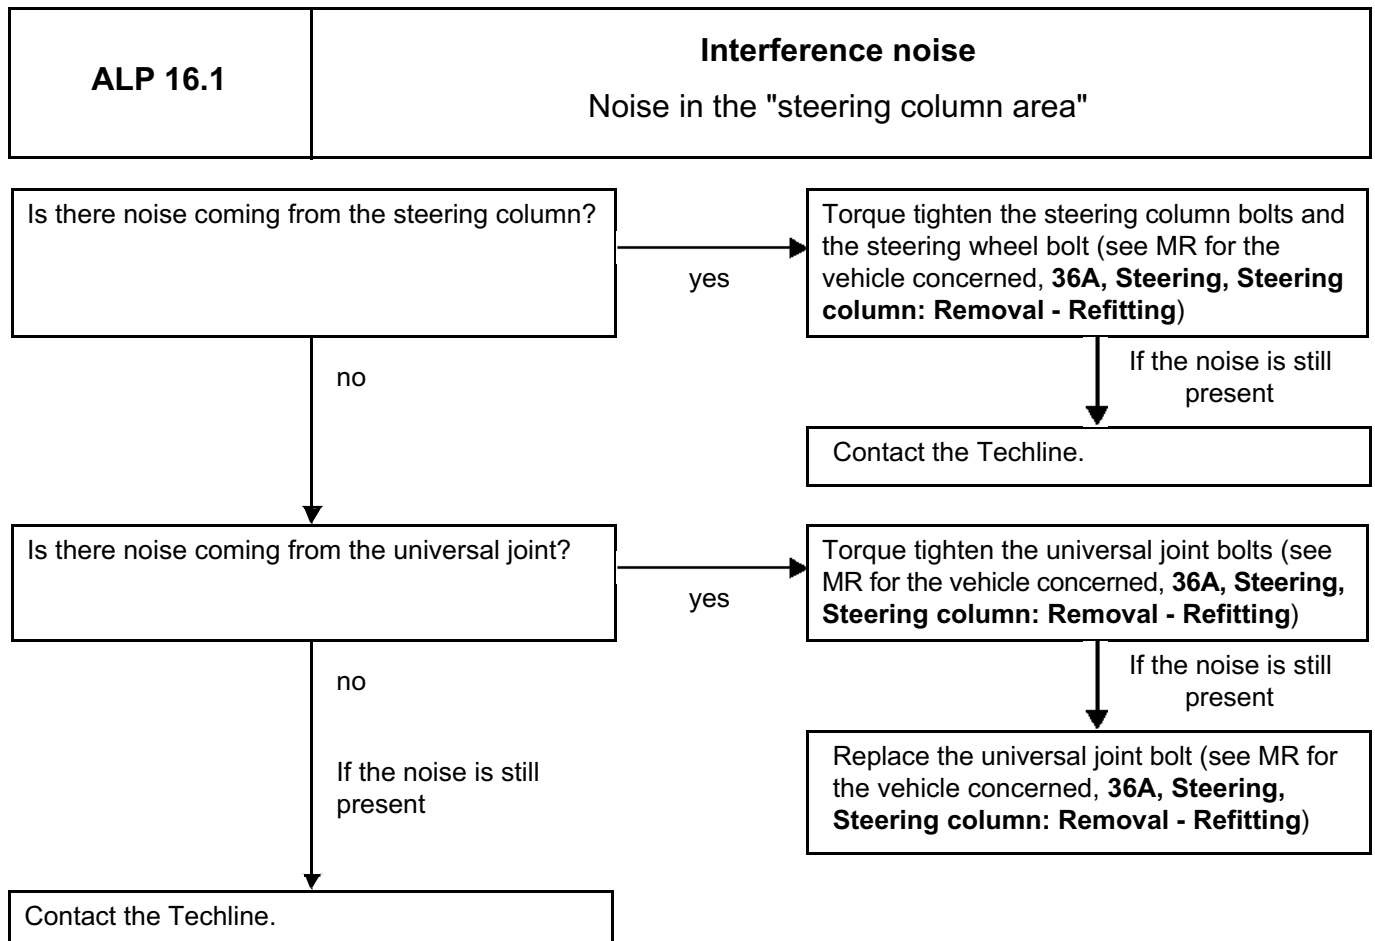 ALP 16.1
Interference noise
Noise in the "steering column area"
Is there noise coming from the steering column?
yes
Torque tighten the steering column bolts and
the steering wheel bolt (see MR for the
vehicle concerned, 36A, Steering, Steering
column: Removal - Refitting)
no
If the noise is still
present
Contact the Techline.
Is there noise coming from the universal joint?
yes
Torque tighten the universal joint bolts (see
MR for the vehicle concerned, 36A, Steering,
Steering column: Removal - Refitting)
no
If the noise is still
present
If the noise is still
present
Replace the universal joint bolt (see MR for
the vehicle concerned, 36A, Steering,
Steering column: Removal - Refitting)
Contact the Techline.